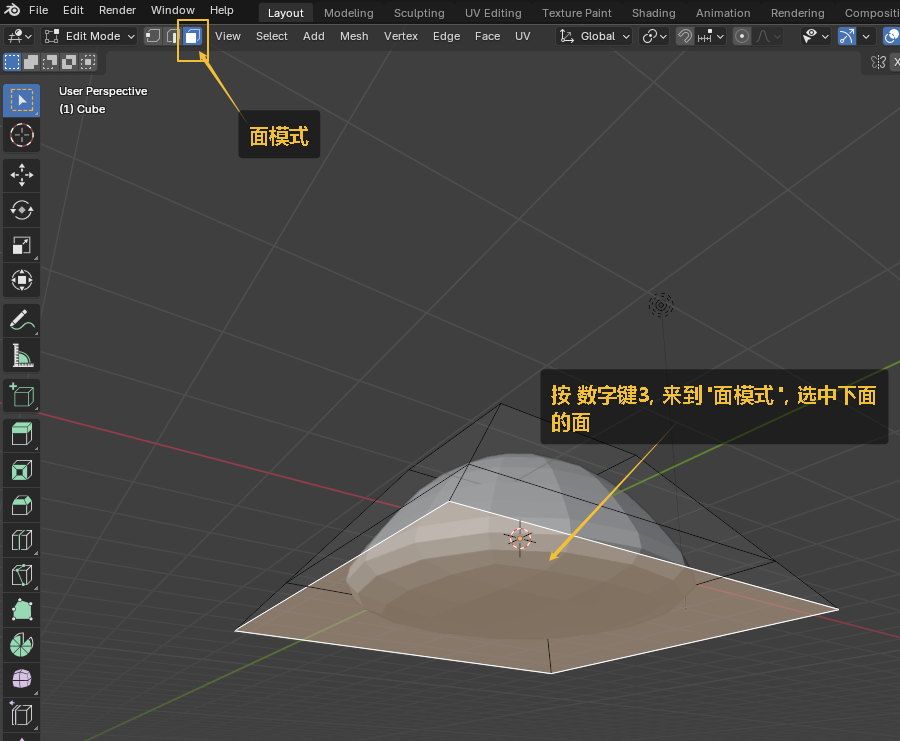 File Edit Render Window Help Layout Modeling Sculpting UV Editing Texture Paint Shading Animation Rendering Compositi
Edit Mode View Select Add Mesh Vertex Edge Face UV Global
X
User Perspective
(1) Cube
面模式
按 数字键3, 来到 "面模式", 选中下面
的面